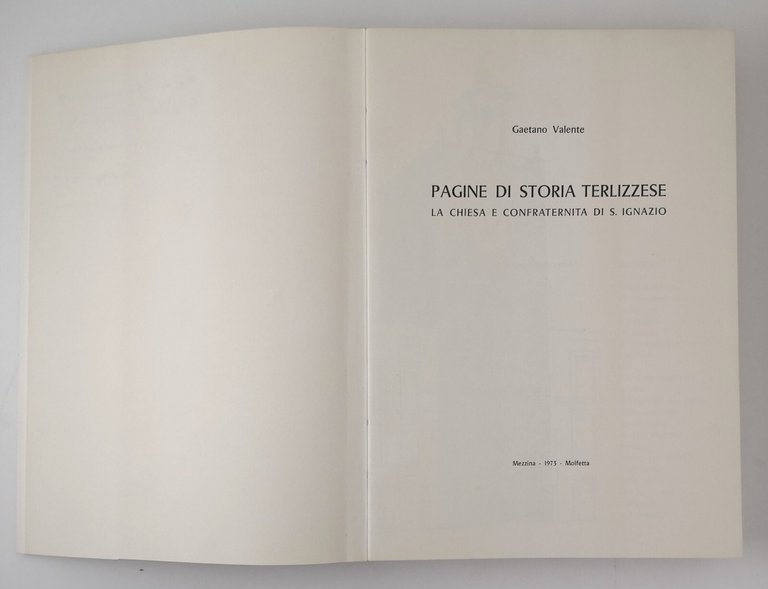 Gaetano Valente
PAGINE DI STORIA TERLIZZESE
LA CHIESA E CONFRATERNITA DI S. IGNAZIO
Mezzina - 1973 - Molfetta